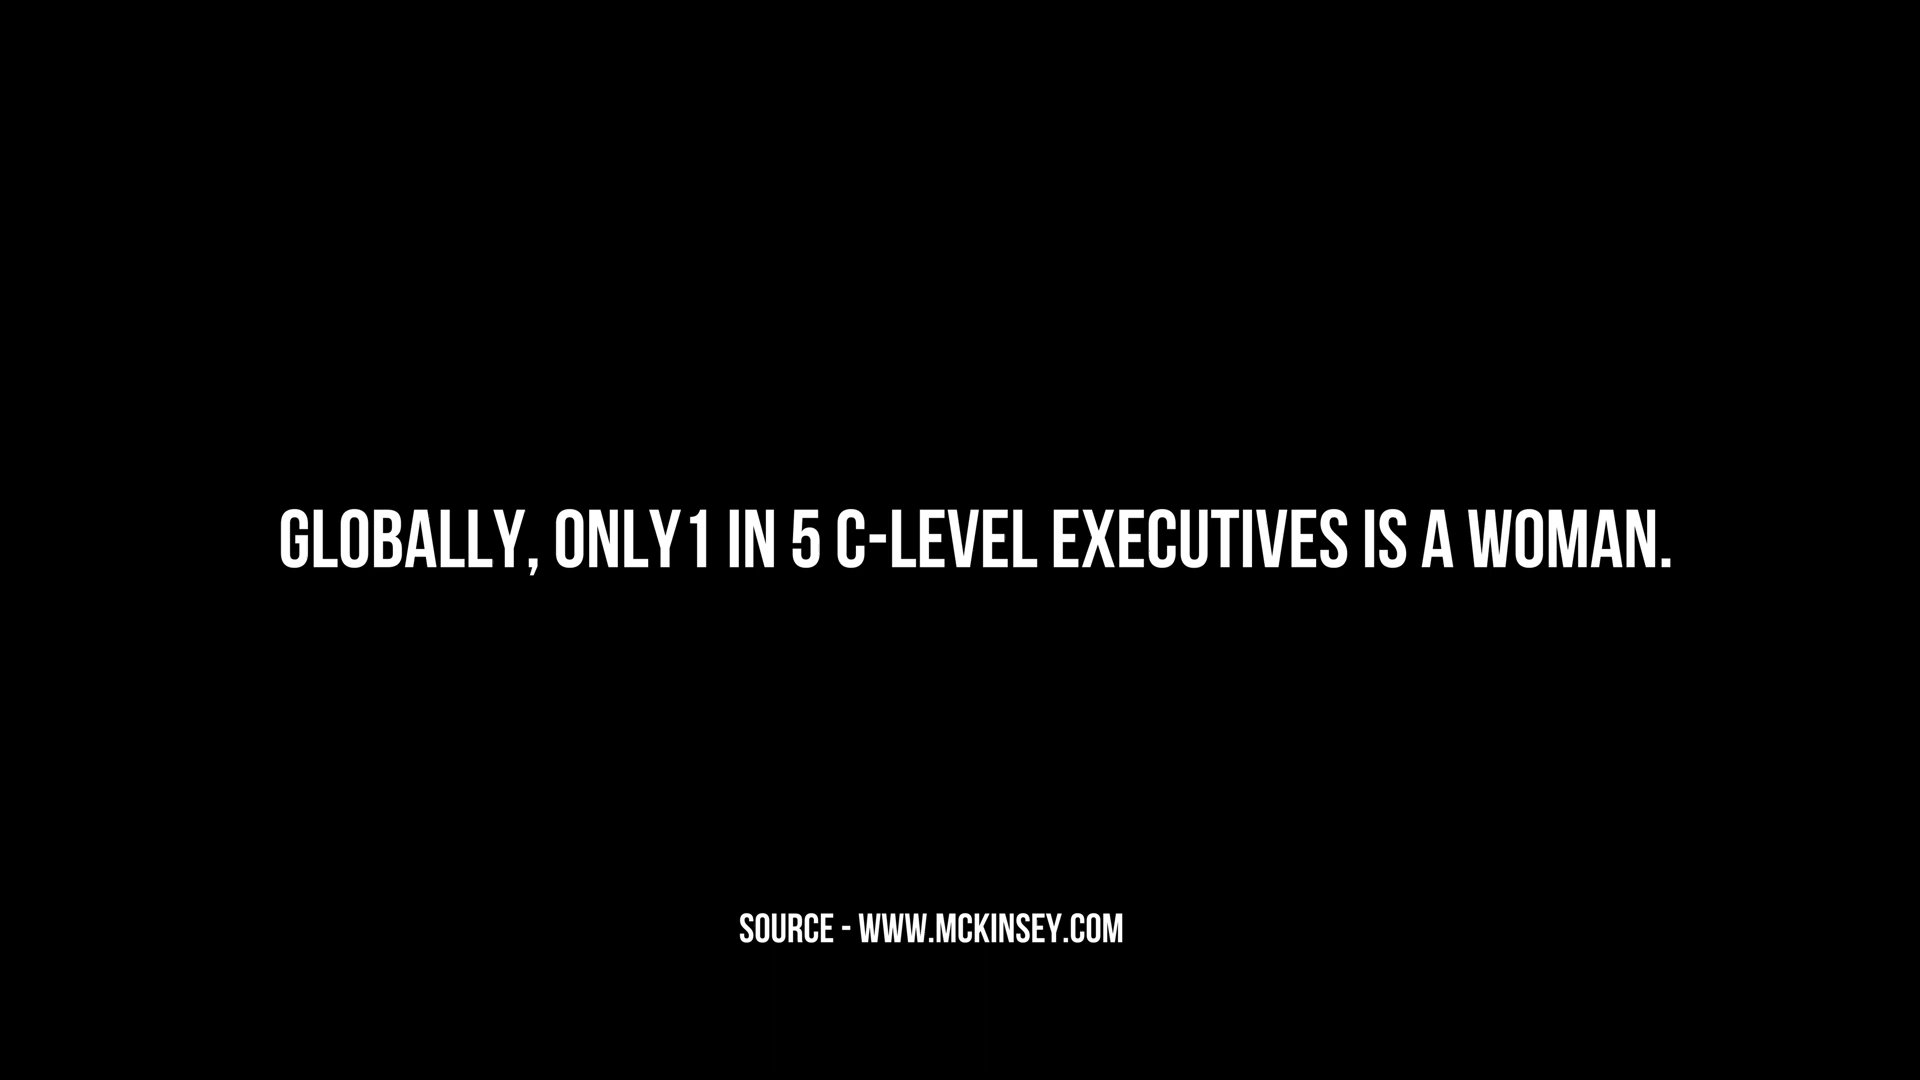 GLOBALLY, ONLY1 IN 5 C-LEVEL EXECUTIVES IS A WOMAN.
SOURCE - WWW.MCKINSEY.COM